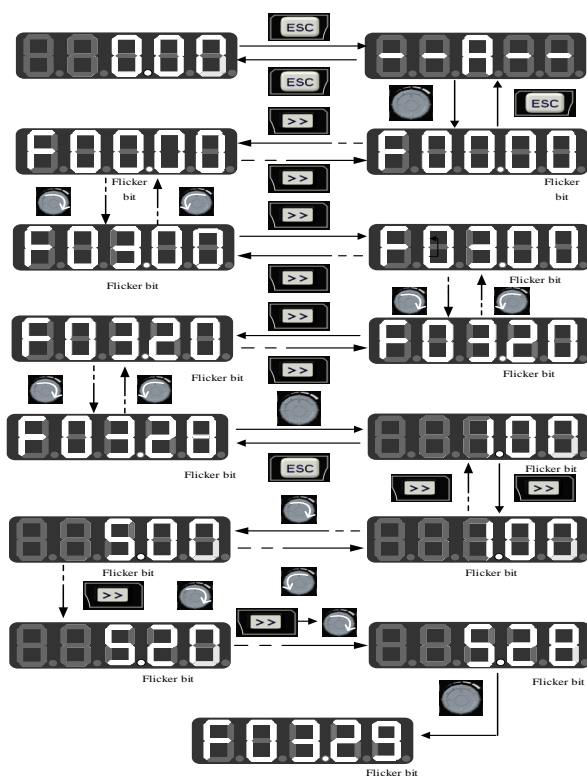 0.00
ESC
--A--
ESC
ESC
>>
F00.00
F00.00
Flicker
bit
Flicker
bit
>>
>>
F03.00
F03.00
Flicker bit
Flicker bit
>>
>>
F03.20
F03.20
Flicker bit
Flicker bit
>>
F03.28
1.00
Flicker bit
Flicker bit
ESC
>>
>>
5.00
1.00
Flicker bit
Flicker bit
>>
>>
5.20
5.28
Flicker bit
Flicker bit
F03.29
Flicker bit